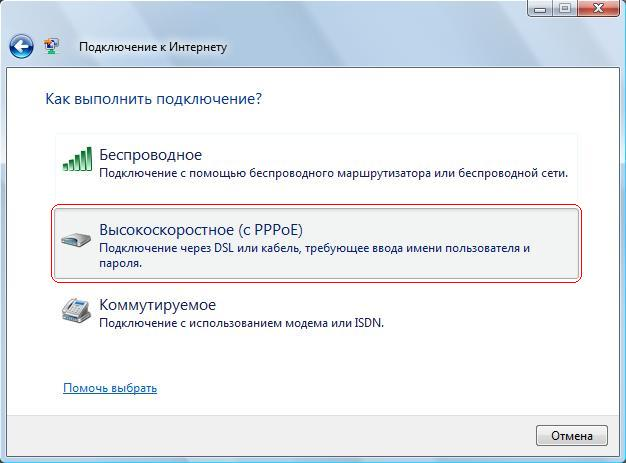 Подключение к Интернету
Как выполнить подключение?
Беспроводное
Подключение с помощью беспроводного маршрутизатора или беспроводной сети.
Высокоскоростное (с PPPoE)
Подключение через DSL или кабель, требующее ввода имени пользователя и
пароля.
Коммутируемое
Подключение с использованием модема или ISDN.
Помочь выбрать
Отмена